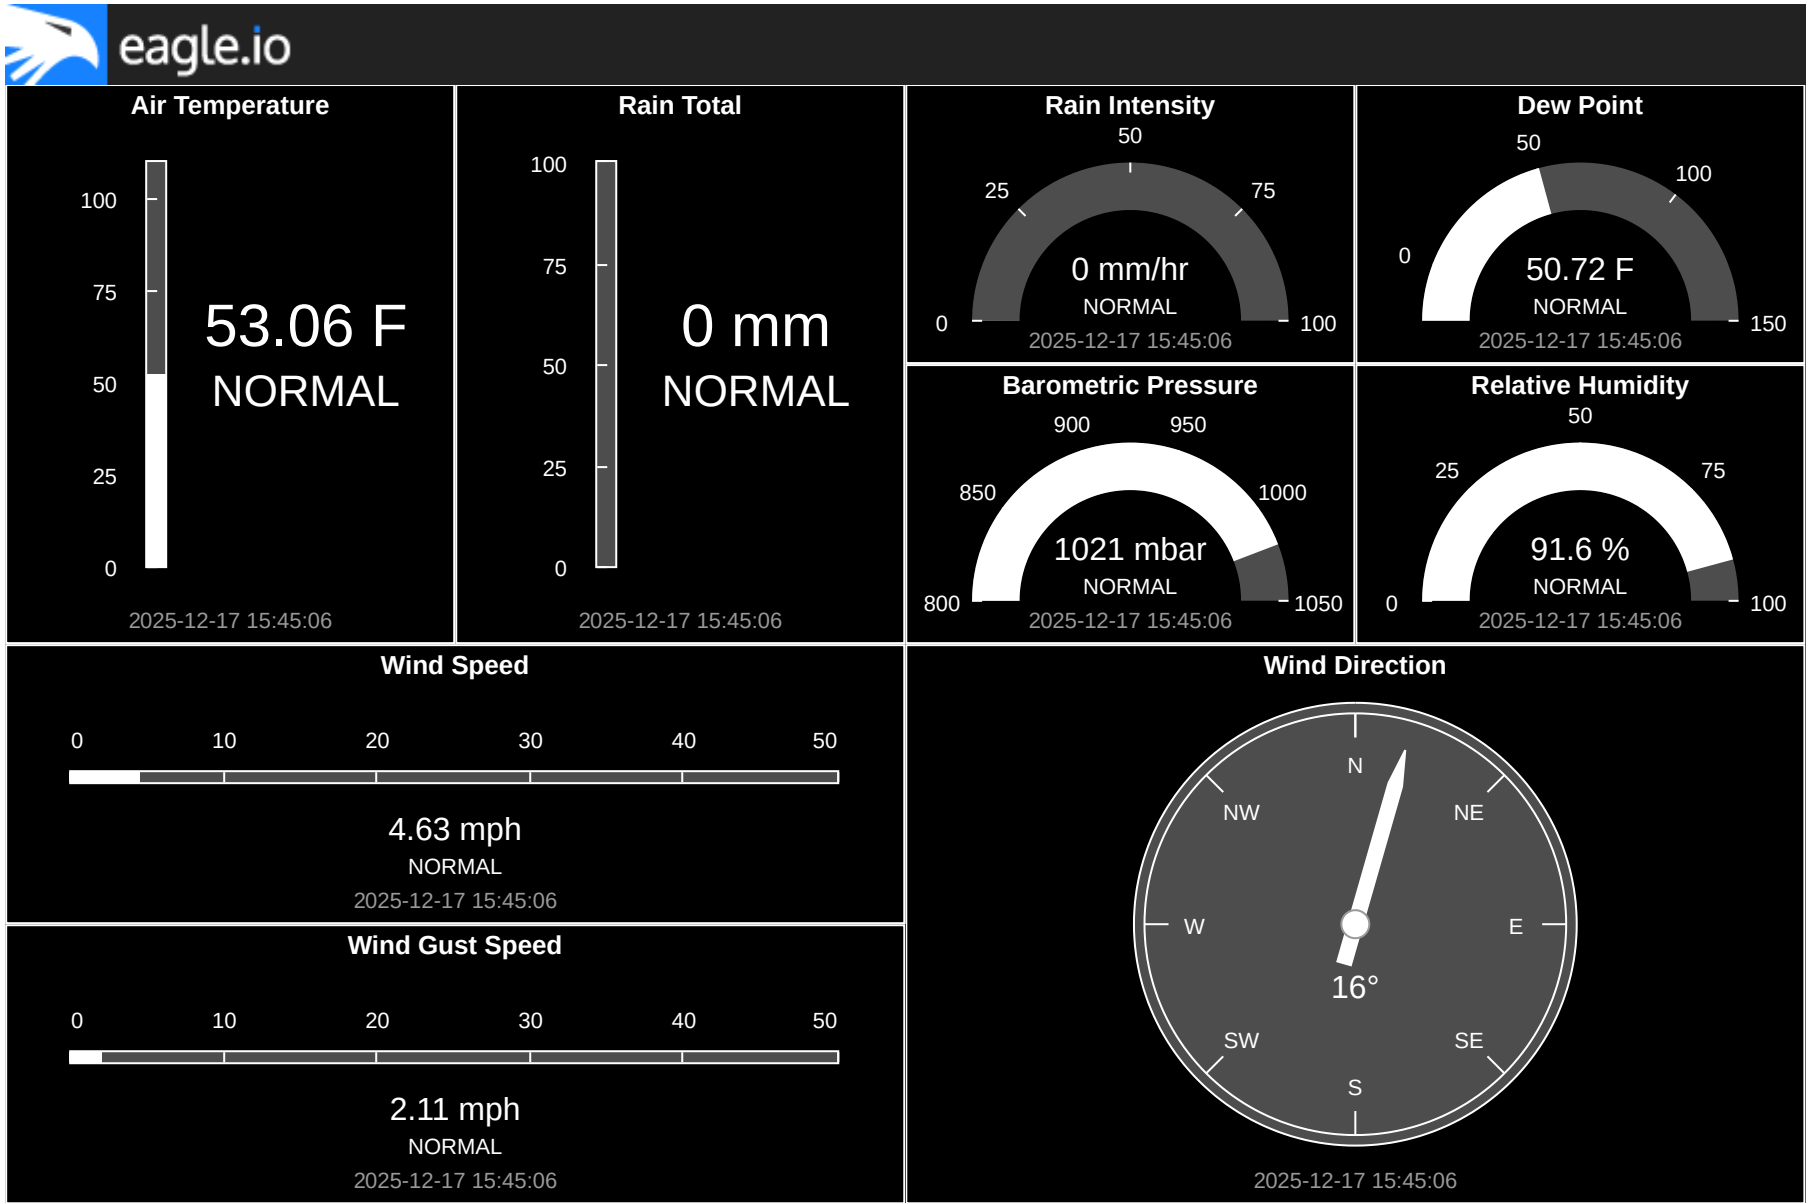 eagle.io
Air Temperature
100
75
50
25
0
53.06 F
NORMAL
2025-12-17 15:45:06
Rain Total
100
75
50
25
0
0 mm
NORMAL
2025-12-17 15:45:06
Rain Intensity
50
25
75
0
100
0 mm/hr
NORMAL
2025-12-17 15:45:06
Dew Point
50
100
0
150
50.72 F
NORMAL
2025-12-17 15:45:06
Barometric Pressure
900
950
850
1000
800
1050
1021 mbar
NORMAL
2025-12-17 15:45:06
Relative Humidity
50
25
75
0
100
91.6 %
NORMAL
2025-12-17 15:45:06
Wind Speed
0 10 20 30 40 50
4.63 mph
NORMAL
2025-12-17 15:45:06
Wind Gust Speed
0 10 20 30 40 50
2.11 mph
NORMAL
2025-12-17 15:45:06
Wind Direction
N
NW
NE
W
E
16°
SW
SE
S
2025-12-17 15:45:06